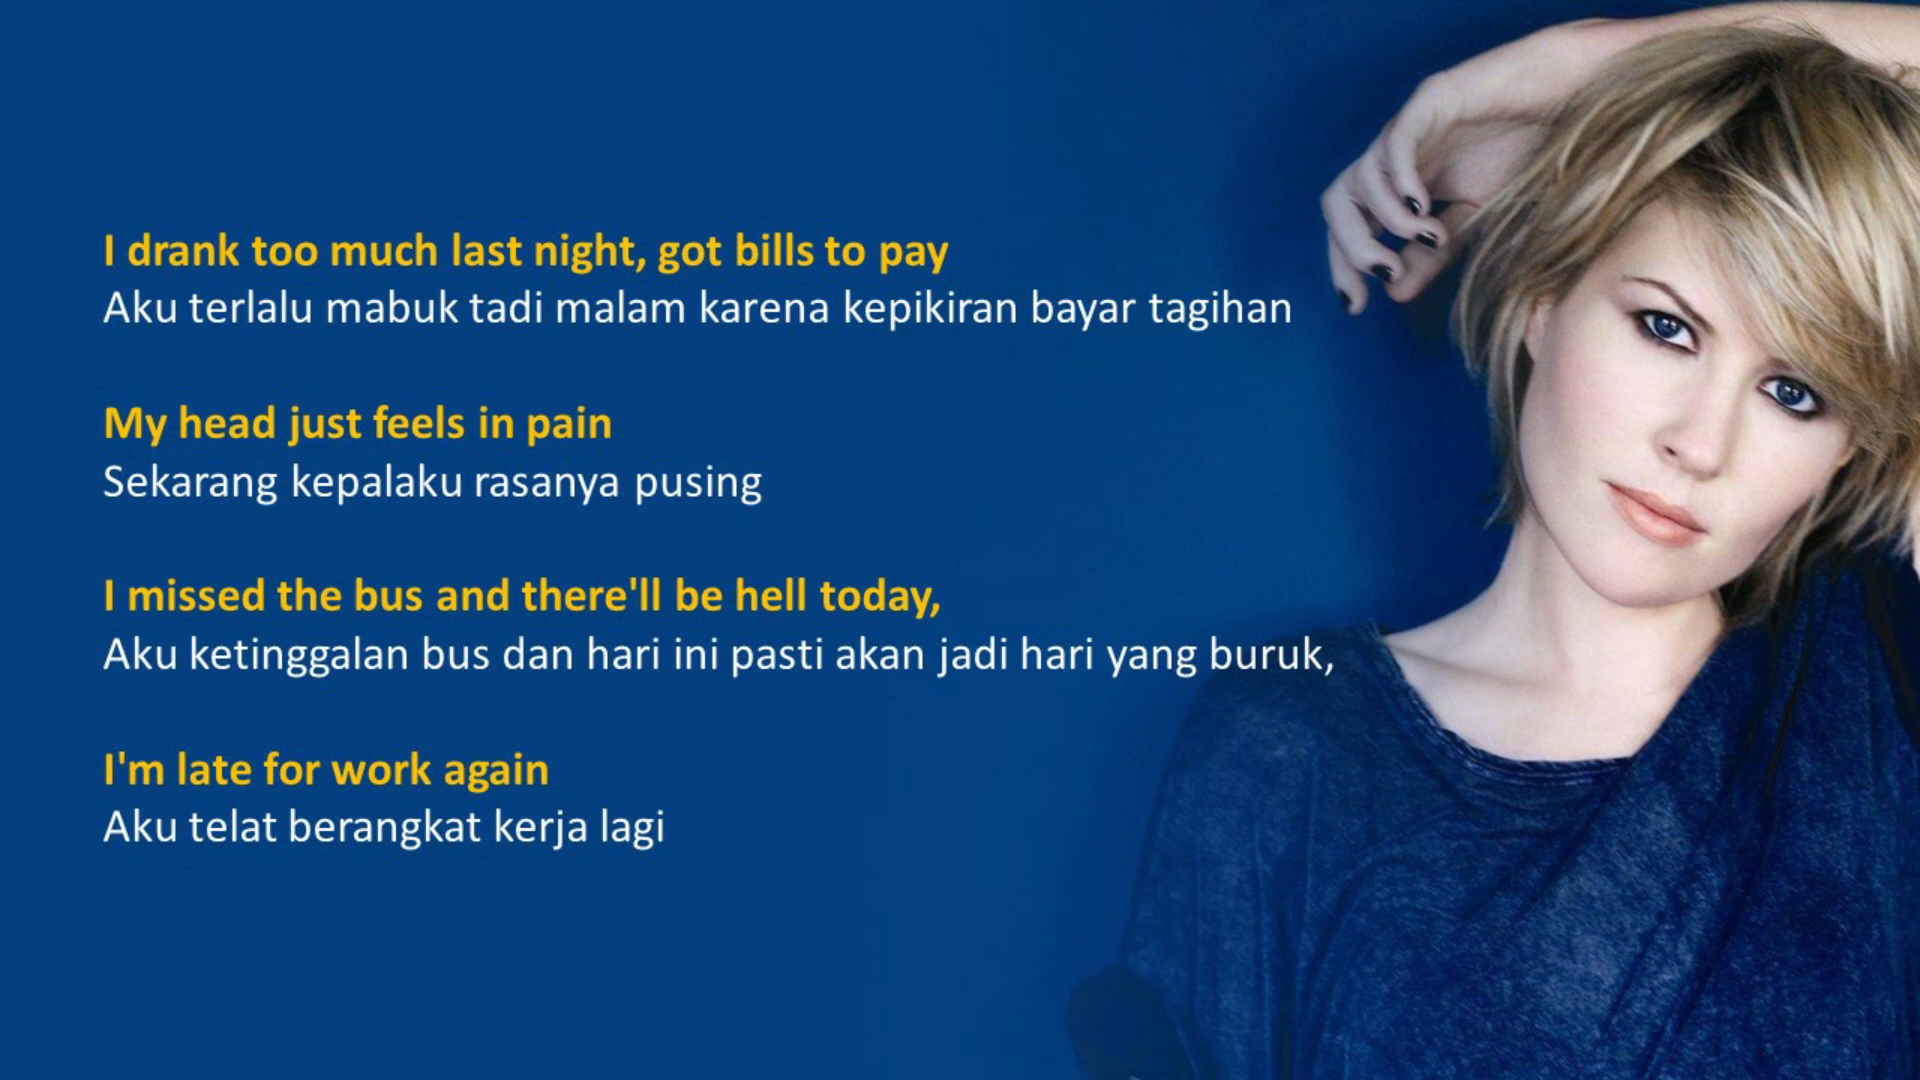 I drank too much last night, got bills to pay
Aku terlalu mabuk tadi malam karena kepikiran bayar tagihan
My head just feels in pain
Sekarang kepalaku rasanya pusing
I missed the bus and there'll be hell today,
Aku ketinggalan bus dan hari ini pasti akan jadi hari yang buruk,
I'm late for work again
Aku telat berangkat kerja lagi